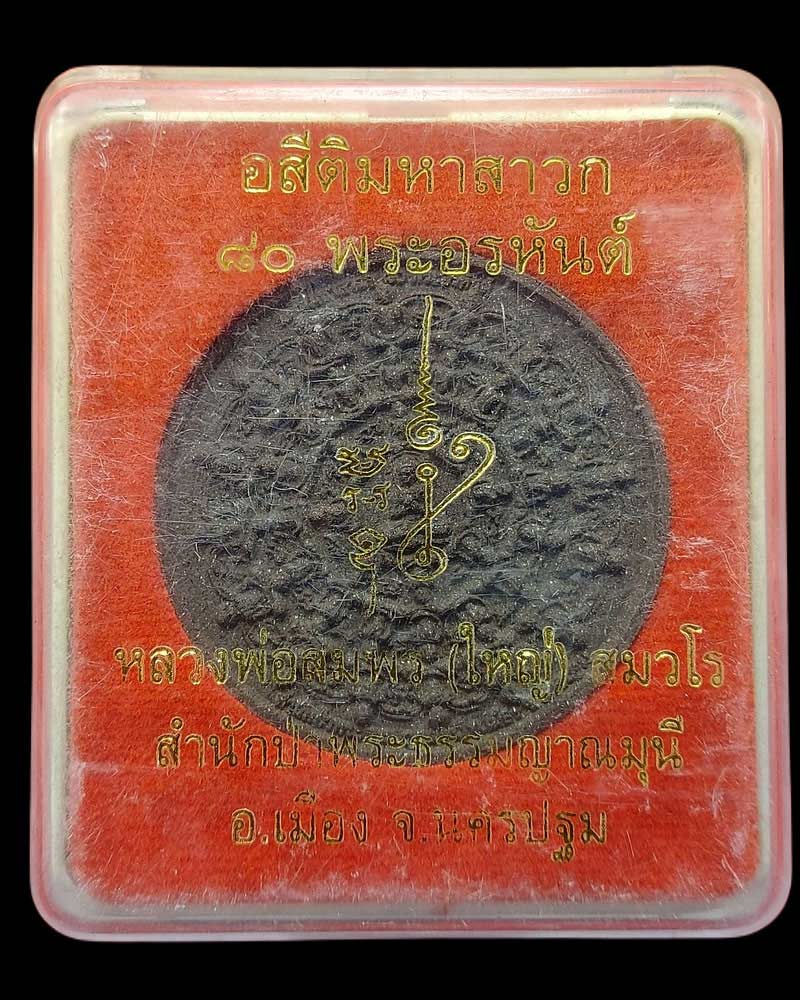 อสีติมหาสาวก
๘๐ พระอรหันต์
หลวงพ่อสมพร (ใหญ่) สมวโร
สำนักป่าพระธรรมญาณมุนี
อ.เมือง จ.นครปฐม